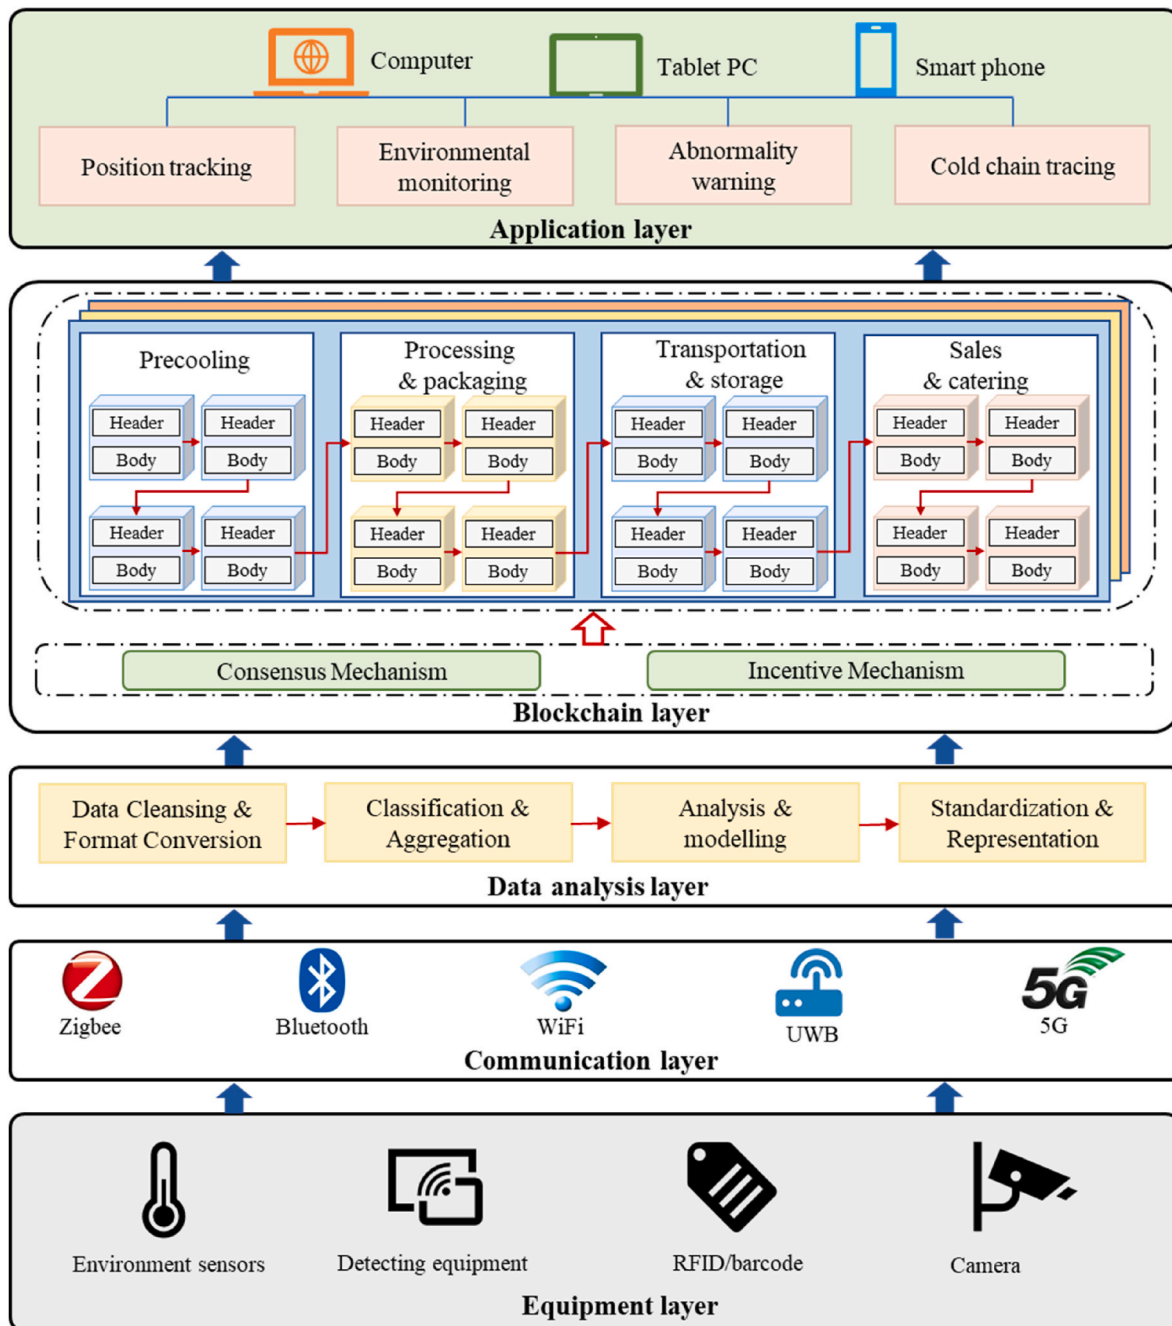 Computer
Tablet PC
Smart phone
Position tracking
Environmental
monitoring
Abnormality
warning
Cold chain tracing
Application layer
Precooling
Header
Header
Body
Body
Header
Header
Body
Body
Processing
& packaging
Header
Header
Body
Body
Header
Header
Body
Body
Transportation
& storage
Header
Header
Body
Body
Header
Header
Body
Body
Sales
& catering
Header
Header
Body
Body
Header
Header
Body
Body
Consensus Mechanism
Incentive Mechanism
Blockchain layer
Data Cleansing &
Format Conversion
Classification &
Aggregation
Analysis &
modelling
Standardization &
Representation
Data analysis layer
Z
Zigbee
Bluetooth
WiFi
UWB
5G
5G
Communication layer
Environment sensors
Detecting equipment
RFID/barcode
Camera
Equipment layer